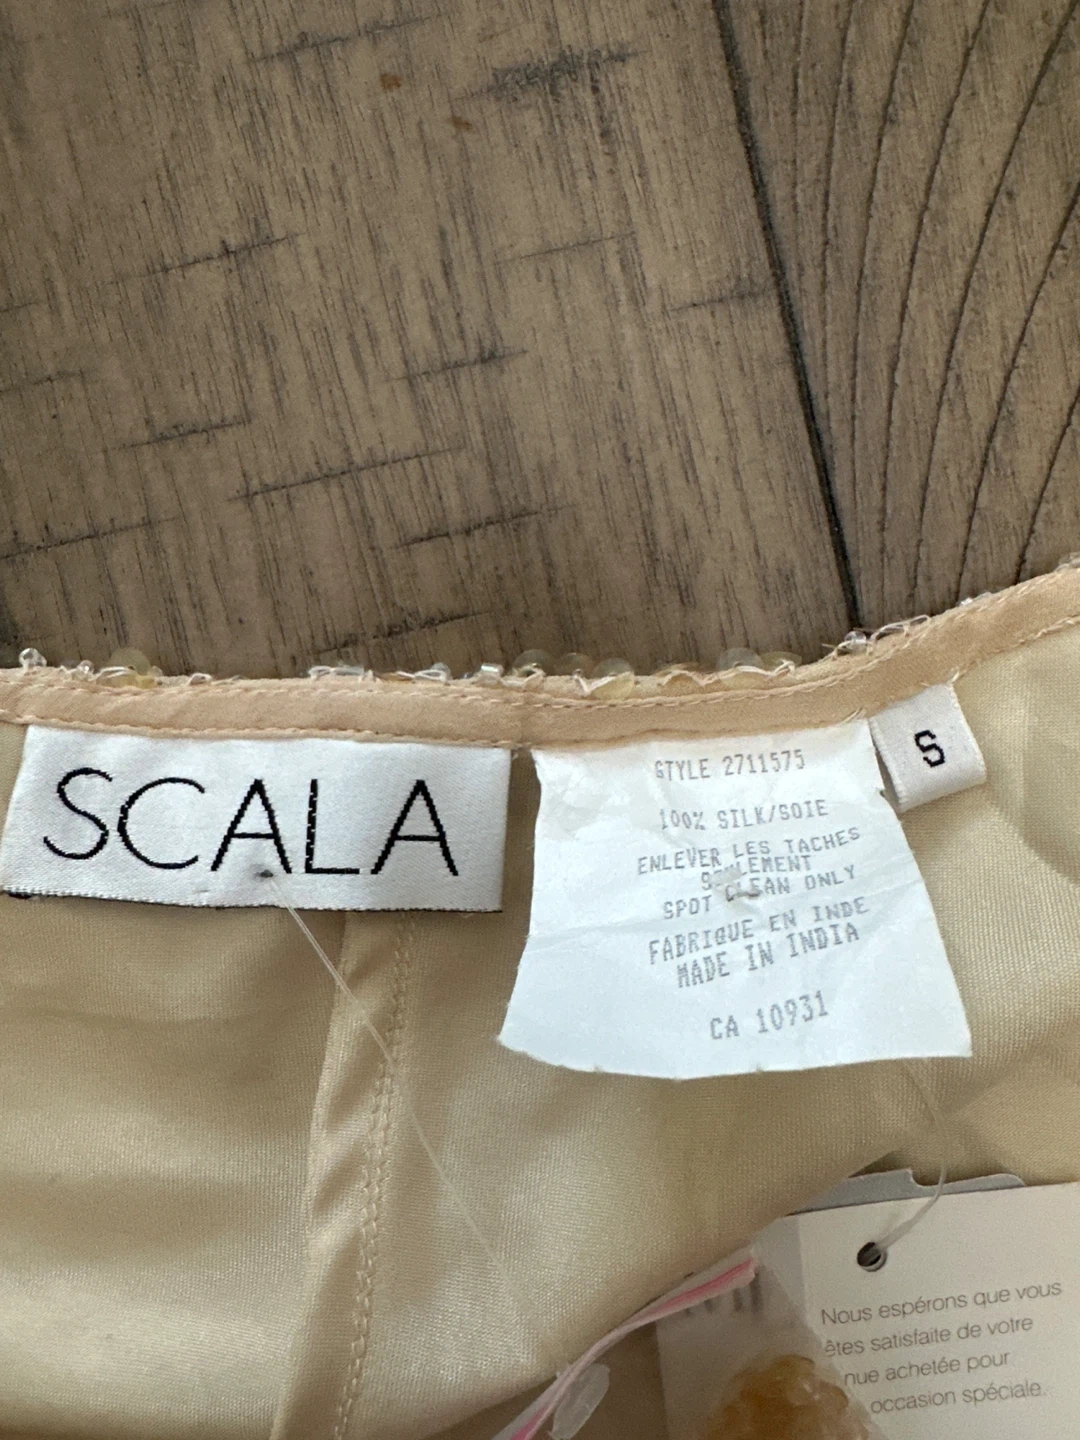 SCALA
STYLE 2711575
100% SILK/SOIE
ENLEVER LES TACHES
SPOT CLEAN ONLY
FABRIQUE EN INDE
MADE IN INDIA
CA 10931
S
Nous espérons que vous
êtes satisfaite de votre
nue achetée pour
occasion spéciale.